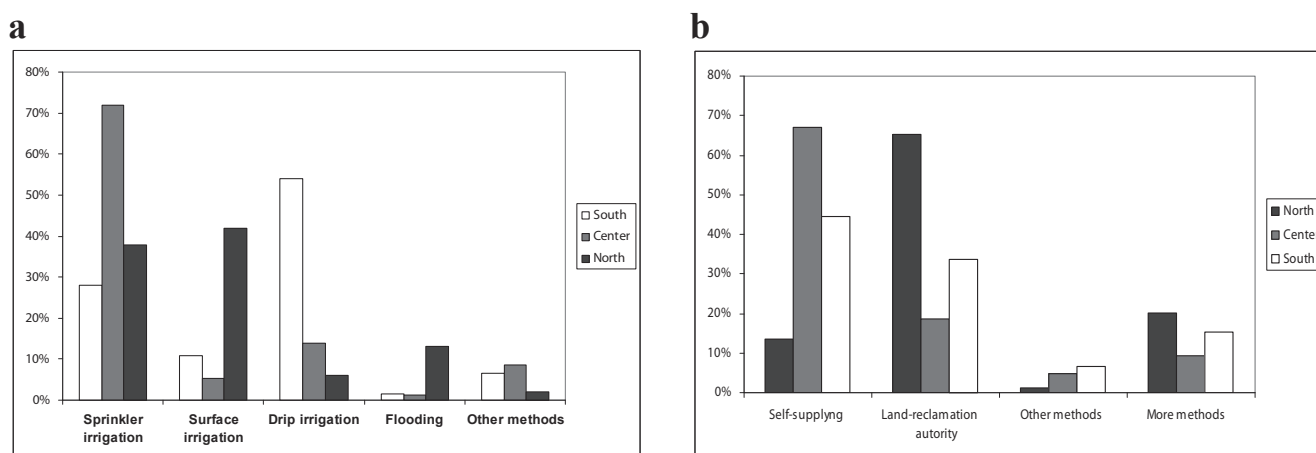 a
80%
70%
60%
50%
40%
30%
20%
10%
0%
Sprinkler
irrigation
Surface
irrigation
Drip irrigation
Flooding
Other methods
South
Center
North
b
80%
70%
60%
50%
40%
30%
20%
10%
0%
Self-supplyng
Land-reclamation
autority
Other methods
More methods
North
Cente
South